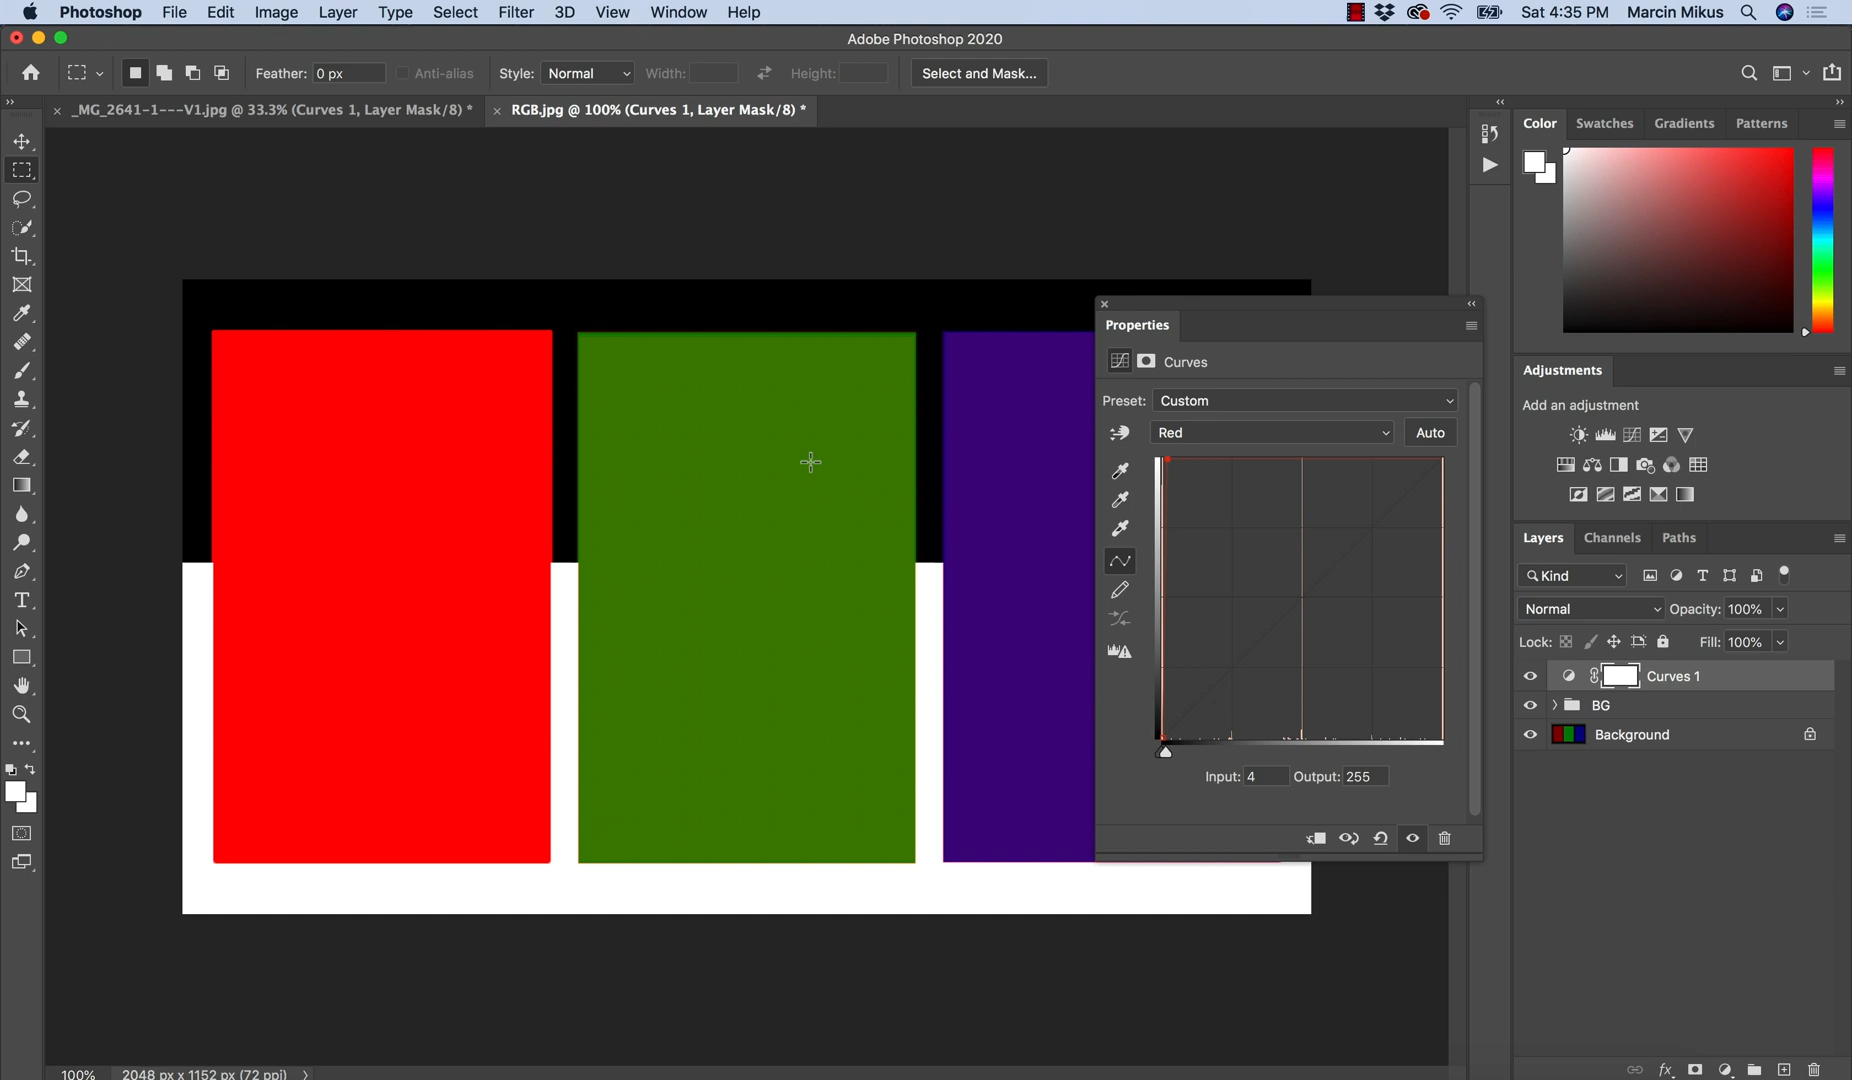 Photoshop File Edit Image Layer Type Select Filter 3D View Window Help Sat 4:35 PM Marcin Mikus
Adobe Photoshop 2020
Feather: 0 px Anti-alias Style: Normal Width: Height: Select and Mask...
_MG_2641-1---V1.jpg @ 33.3% (Curves 1, Layer Mask/8) * RGB.jpg @ 100% (Curves 1, Layer Mask/8) *
Color Swatches Gradients Patterns
Properties
Curves
Preset: Custom
Red Auto
Input: 4 Output: 255
Adjustments
Add an adjustment
Layers Channels Paths
Kind
Normal Opacity: 100%
Lock: Fill: 100%
Curves 1
BG
Background
100% 2048 px x 1152 px (72 ppi)
fx